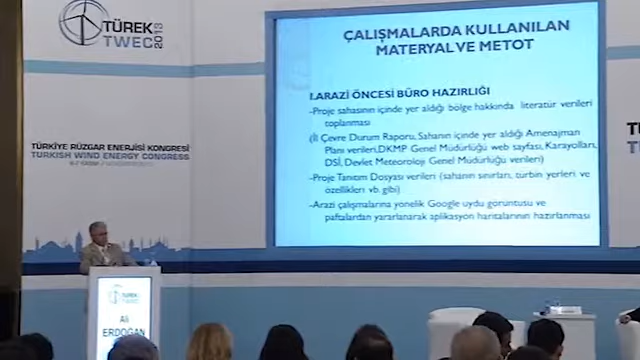 TÜREK
TWEC
2013
TÜRKİYE RÜZGAR ENERJİSİ KONGRESİ
TURKISH WIND ENERGY CONGRESS
ÇALIŞMALARDA KULLANILAN
MATERYAL VE METOT
I.ARAZI ÖNCESİ BÜRO HAZIRLIĞI
-Proje sahasının içinde yer aldığı bölge hakkında literatür verileri
toplanması
(İl Çevre Durum Raporu, Sahanın içinde yer aldığı Amenajman
Planı verileri,DKMP Genel Müdürlüğü web sayfası, Karayolları,
DSİ, Devlet Meteoroloji Genel Müdürlüğü verileri)
-Proje Tanıtım Dosyası verileri (sahanın sınırları, türbin yerleri ve
özellikleri vb. gibi)
-Arazi çalışmalarına yönelik Google uydu görüntüsü ve
paftalardan yararlanarak aplikasyon haritalarının hazırlanması
TÜREK
TWEC
Ali
ERDOĞAN